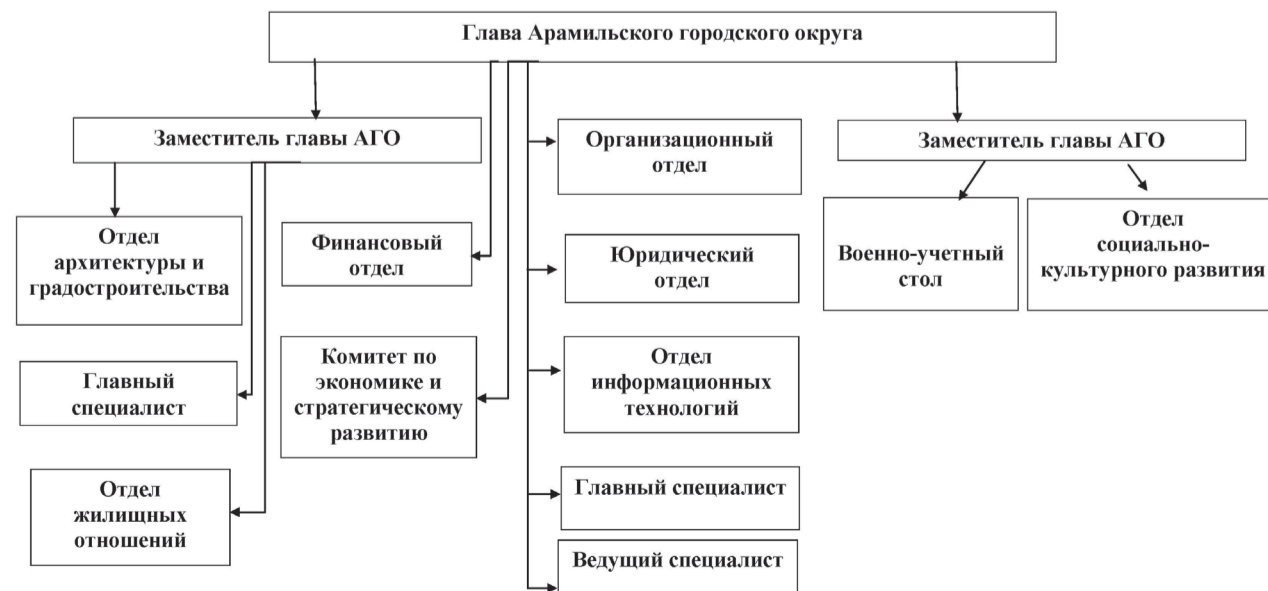 Глава Арамильского городского округа
Заместитель главы АГО
Заместитель главы АГО
Отдел
архитектуры и
градостроительства
Главный
специалист
Отдел
жилищных
отношений
Финансовый
отдел
Комитет по
экономике и
стратегическому
развитию
Организационный
отдел
Юридический
отдел
Отдел
информационных
технологий
Главный специалист
Ведущий специалист
Военно-учетный
стол
Отдел
социально-
культурного развития